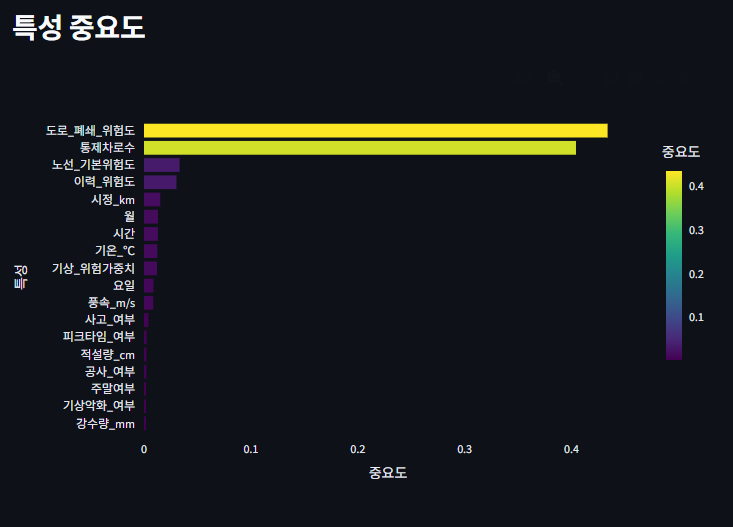 특성 중요도
도로_폐쇄_위험도
통제차로수
노선_기본위험도
이력_위험도
시정_km
월
시간
기온_°C
기상_위험가중치
요일
풍속_m/s
사고_여부
피크타임_여부
적설량_cm
공사_여부
주말여부
기상악화_여부
강수량_mm
특성
0 0.1 0.2 0.3 0.4
중요도
중요도
0.4
0.3
0.2
0.1